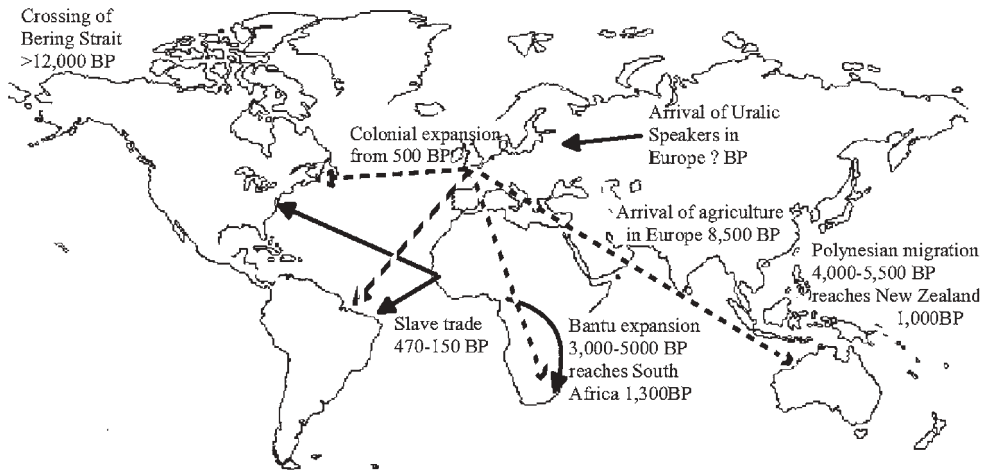 Crossing of
Bering Strait
>12,000 BP
Colonial expansion
from 500 BP
Arrival of Uralic
Speakers in
Europe ? BP
Arrival of agriculture
in Europe 8,500 BP
Polynesian migration
4,000-5,500 BP
reaches New Zealand
1,000BP
Slave trade
470-150 BP
Bantu expansion
3,000-5000 BP
reaches South
Africa 1,300BP